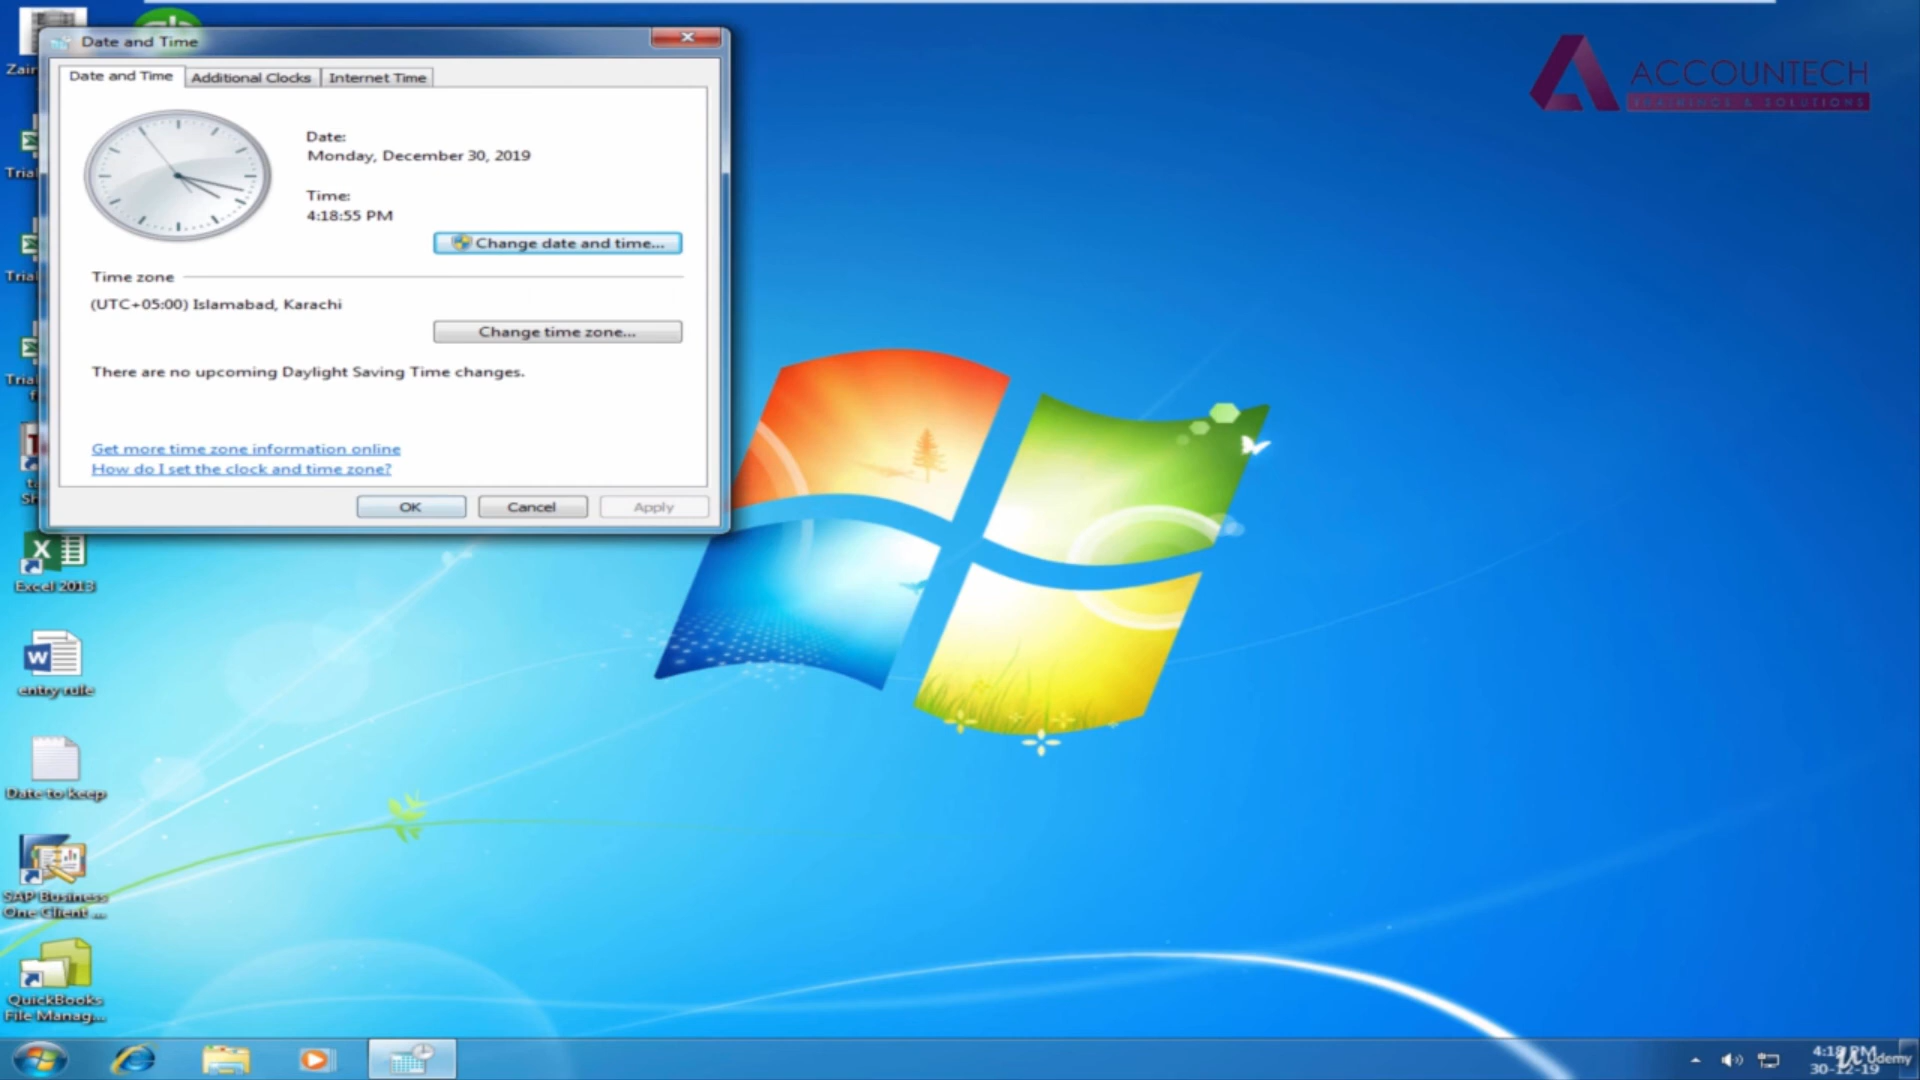 Date and Time
Date and Time
Additional Clocks
Internet Time
Date:
Monday, December 30, 2019
Time:
4:18:55 PM
Change date and time...
Time zone
(UTC+05:00) Islamabad, Karachi
Change time zone...
There are no upcoming Daylight Saving Time changes.
Get more time zone information online
How do I set the clock and time zone?
OK
Cancel
Apply
ACCOUNTECH
TRAININGS & SOLUTIONS
Zain
Trial
Trial
Trial
Excel 2013
entry rule
Date to keep
SAP Business
One Client ...
QuickBooks
File Manag...
4:18 PM
30-12-19
Udemy